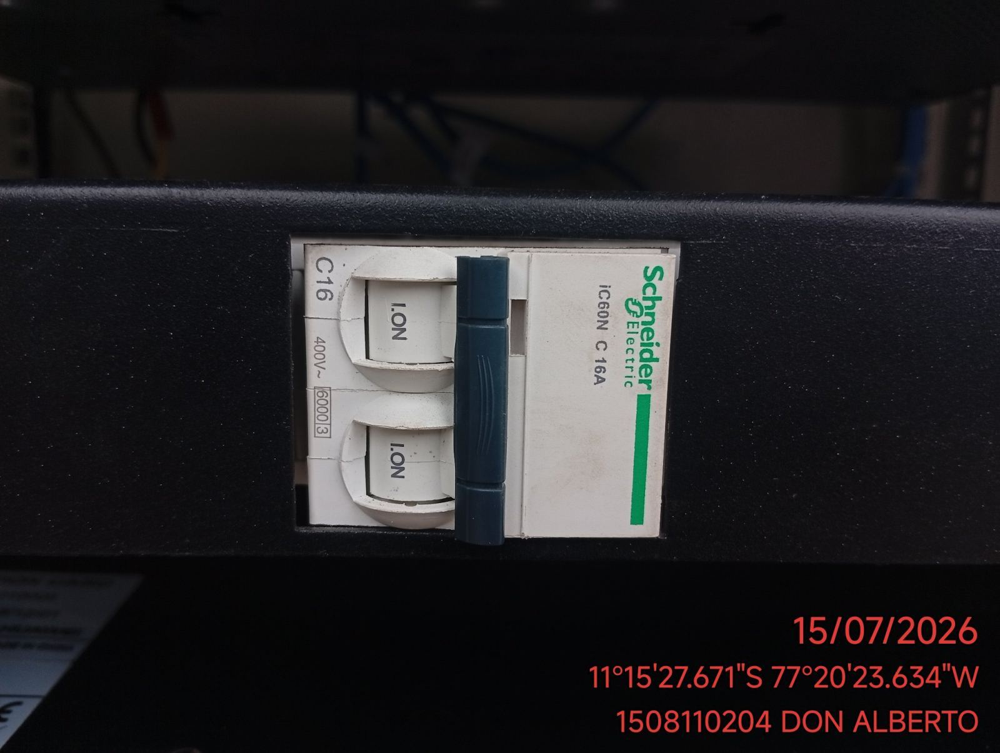 C16
400V~ 6000 3
I.ON
I.ON
iC60N C 16A
Schneider
Electric
15/07/2026
11°15'27.671"S 77°20'23.634"W
1508110204 DON ALBERTO